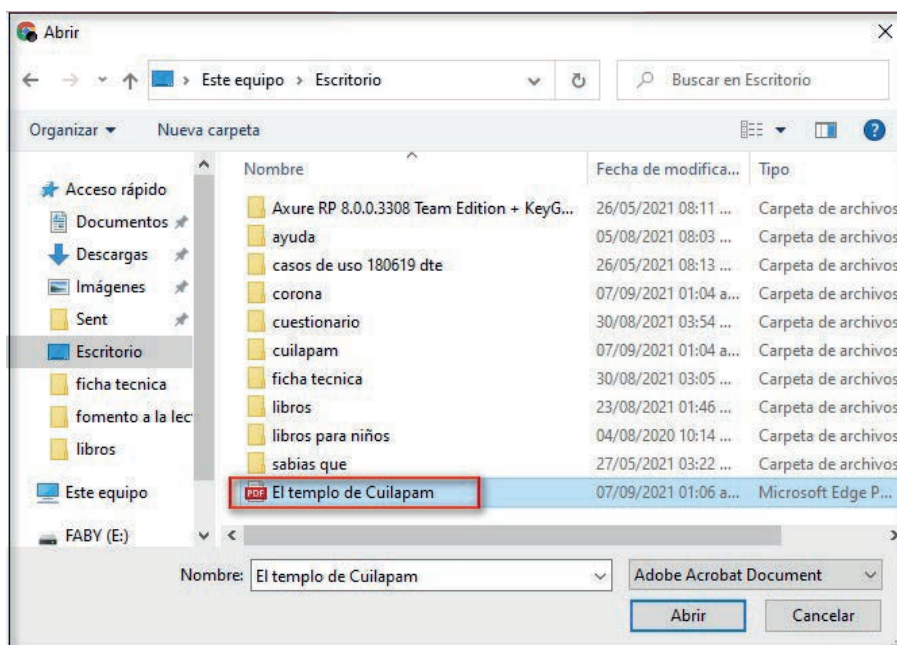 Abrir
Este equipo > Escritorio
Buscar en Escritorio
Organizar
Nueva carpeta
Nombre
Fecha de modifica...
Tipo
Acceso rápido
Documentos
Descargas
Imágenes
Sent
Escritorio
ficha tecnica
fomento a la lec
libros
Este equipo
FABY (E:)
Axure RP 8.0.0.3308 Team Edition + KeyG... 26/05/2021 08:11 ... Carpeta de archivos
ayuda 05/08/2021 08:03 ... Carpeta de archivos
casos de uso 180619 dte 26/05/2021 08:13 ... Carpeta de archivos
corona 07/09/2021 01:04 a... Carpeta de archivos
cuestionario 30/08/2021 03:54 ... Carpeta de archivos
cuilapam 07/09/2021 01:04 a... Carpeta de archivos
ficha tecnica 30/08/2021 03:05 ... Carpeta de archivos
libros 23/08/2021 01:46 ... Carpeta de archivos
libros para niños 04/08/2020 10:14 ... Carpeta de archivos
sabias que 27/05/2021 03:22 ... Carpeta de archivos
PDF El templo de Cuilapam 07/09/2021 01:06 a... Microsoft Edge P...
Nombre: El templo de Cuilapam
Adobe Acrobat Document
Abrir
Cancelar